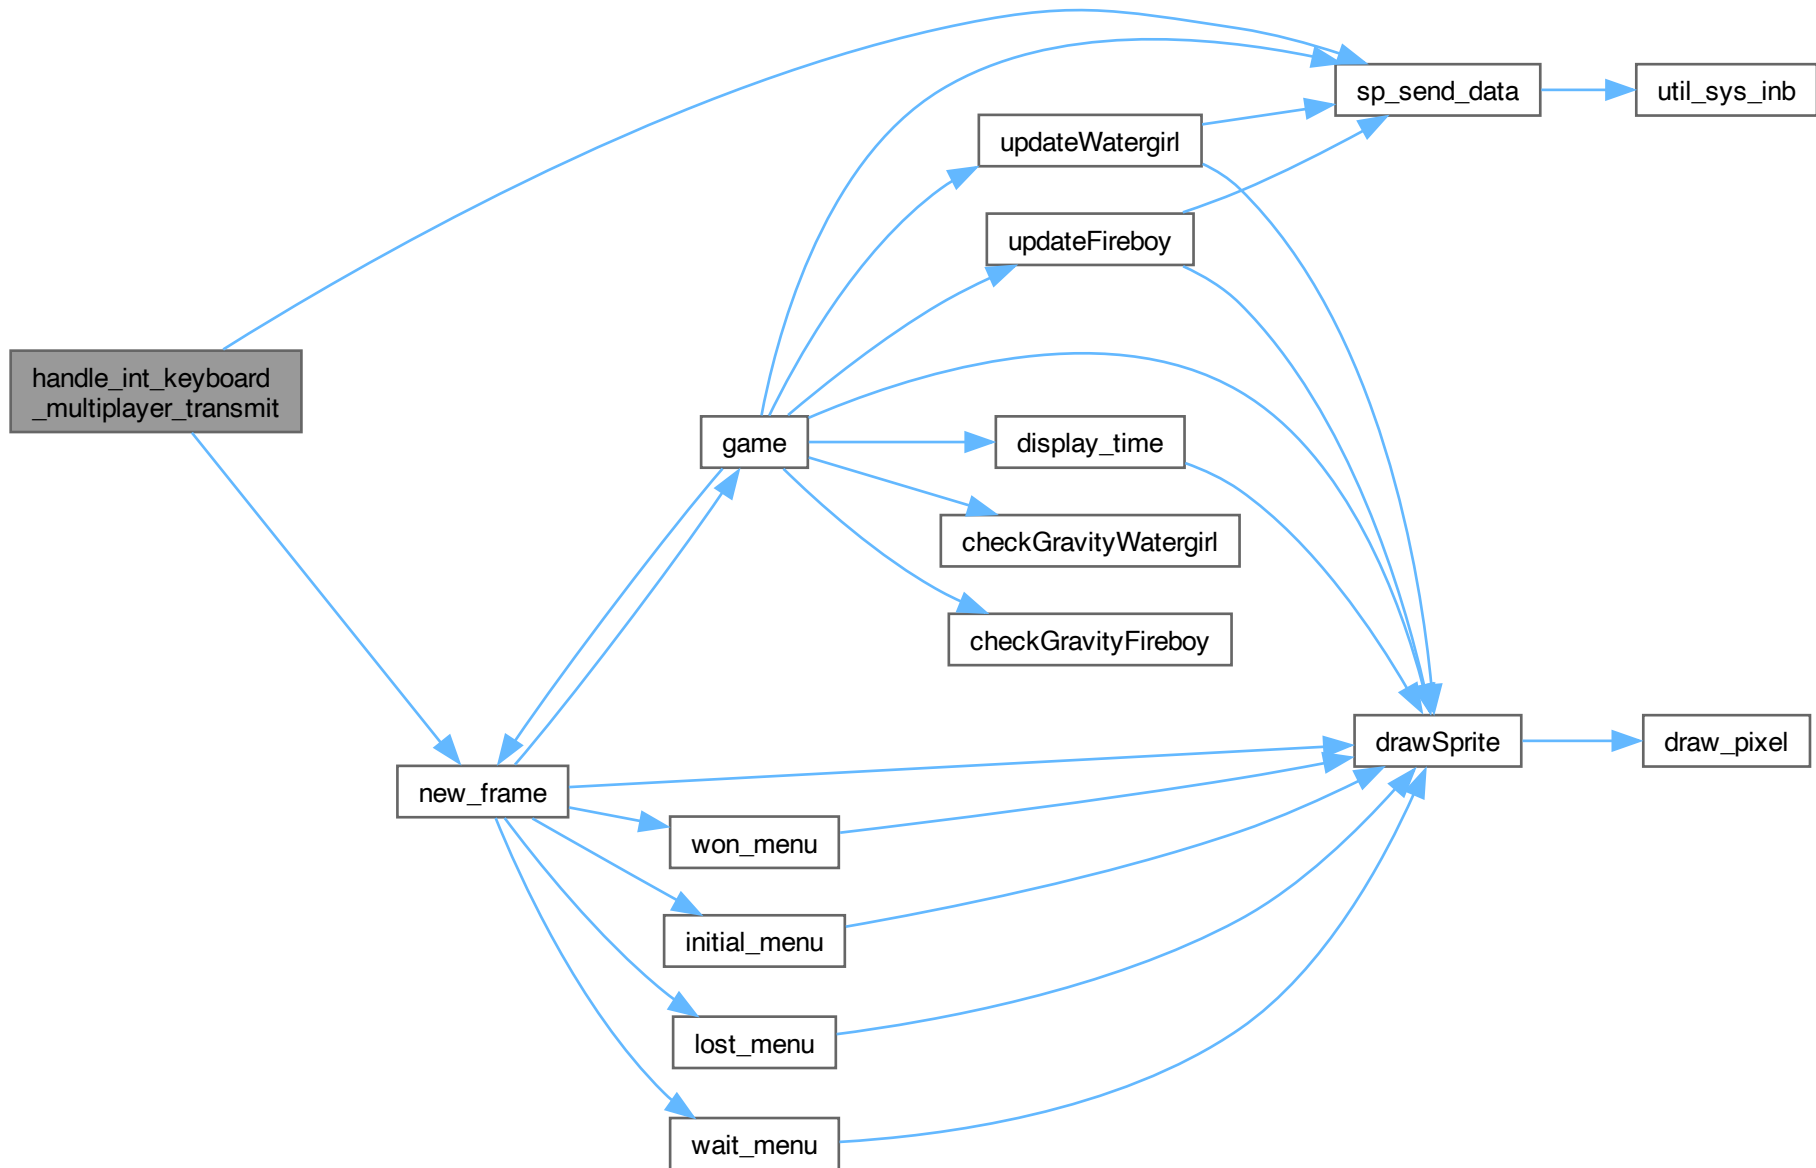 sp_send_data
util_sys_inb
updateWatergirl
updateFireboy
handle_int_keyboard
_multiplayer_transmit
game
display_time
checkGravityWatergirl
checkGravityFireboy
drawSprite
draw_pixel
new_frame
won_menu
initial_menu
lost_menu
wait_menu